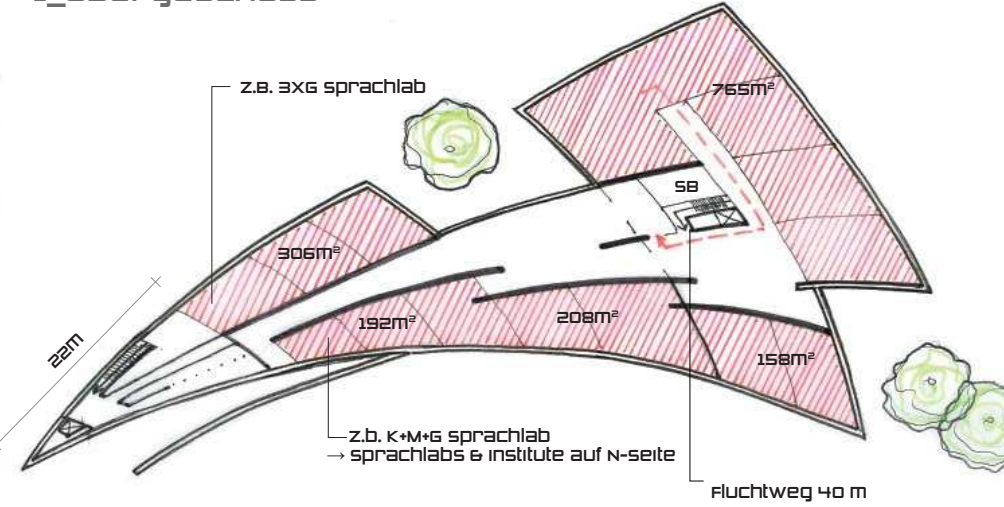 z.B. 3xG sprachlab
765m²
SB
306m²
192m²
208m²
158m²
22m
z.b. K+M+G sprachlab
→ sprachlabs & institute auf N-seite
Fluchtweg 40 m